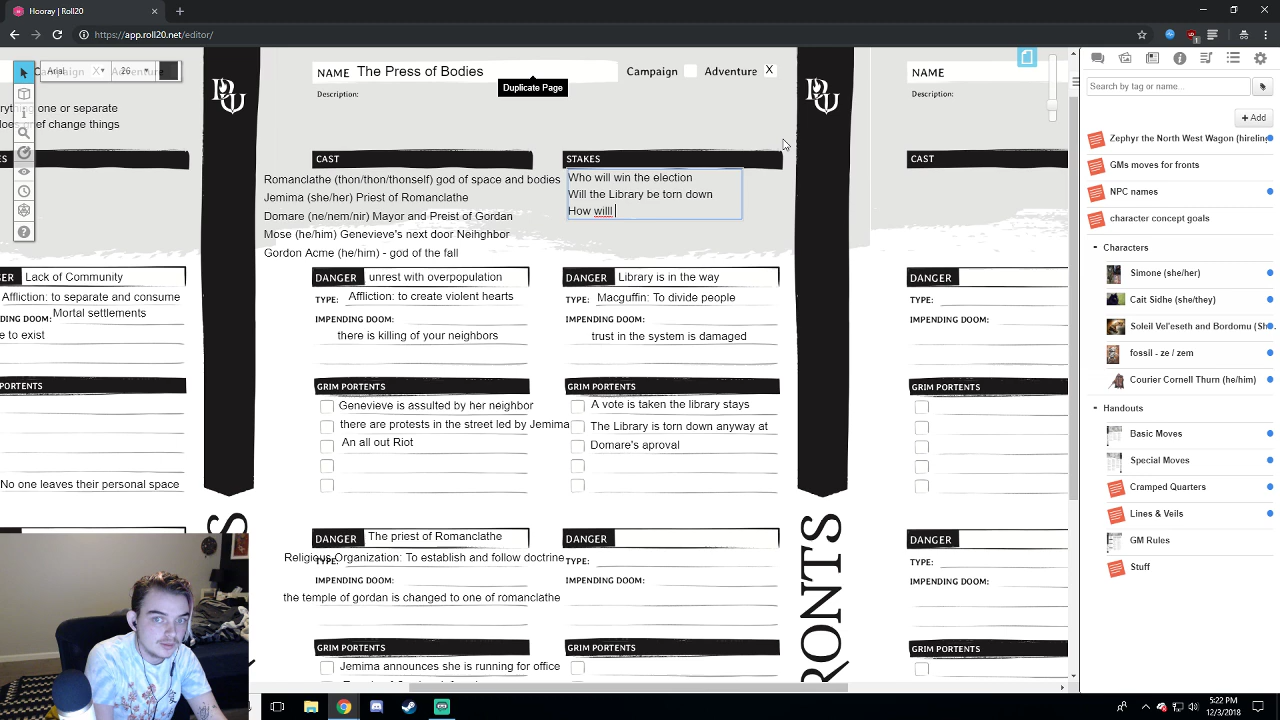 Hooray | Roll20
https://app.roll20.net/editor/
Arial
26
NAME The Press of Bodies
Campaign
Adventure X
Duplicate Page
Description:
NAME
Description:
CAST
STAKES
CAST
Romanclathe (thon/thon/thonself) god of space and bodies
Jemima (she/her) Priest of Romanclathe
Domare (ne/nem/nir) Mayor and Preist of Gordan
Mose (he/him) Genevieve's next door Neihghbor
Gordon Acme (he/him) - god of the fall
Who will win the election
Will the Library be torn down
How willl
Lack of Community
Affliction: to separate and consume
Mortal settlements
e to exist
PORTENTS
No one leaves their personal space
DANGER unrest with overpopulation
TYPE: Affliction: to create violent hearts
IMPENDING DOOM:
there is killing of your neighbors
GRIM PORTENTS
Genevieve is assulted by her neighbor
there are protests in the street led by Jemima
An all out Riot
DANGER Library is in the way
TYPE: Macguffin: To divide people
IMPENDING DOOM:
trust in the system is damaged
GRIM PORTENTS
A vote is taken the library stays
The Library is torn down anyway at
Domare's aproval
DANGER
TYPE:
IMPENDING DOOM:
GRIM PORTENTS
DANGER The priest of Romanclathe
Religious Organization: To establish and follow doctrine
TYPE:
IMPENDING DOOM:
the temple of gordan is changed to one of romanclathe
GRIM PORTENTS
Jemima announces she is running for office
DANGER
TYPE:
IMPENDING DOOM:
GRIM PORTENTS
RONTS
DANGER
TYPE:
IMPENDING DOOM:
GRIM PORTENTS
Search by tag or name...
+ Add
Zephyr the North West Wagon (hireling
GMs moves for fronts
NPC names
character concept goals
Characters
Simone (she/her)
Cait Sidhe (she/they)
Soleil Vel'eseth and Bordomu (Sh
fossil - ze / zem
Courier Cornell Thurn (he/him)
Handouts
Basic Moves
Special Moves
Cramped Quarters
Lines & Veils
GM Rules
Stuff
5:22 PM
12/3/2018